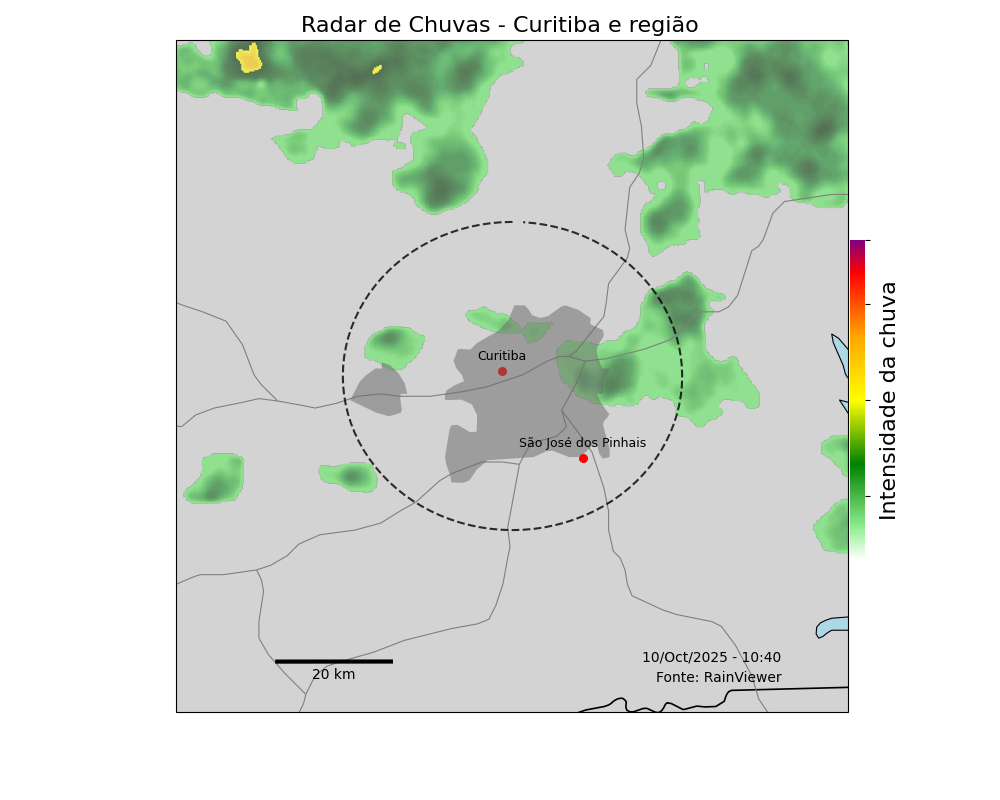 Radar de Chuvas - Curitiba e região
Curitiba
São José dos Pinhais
Intensidade da chuva
10/Oct/2025 - 10:40
20 km
Fonte: RainViewer